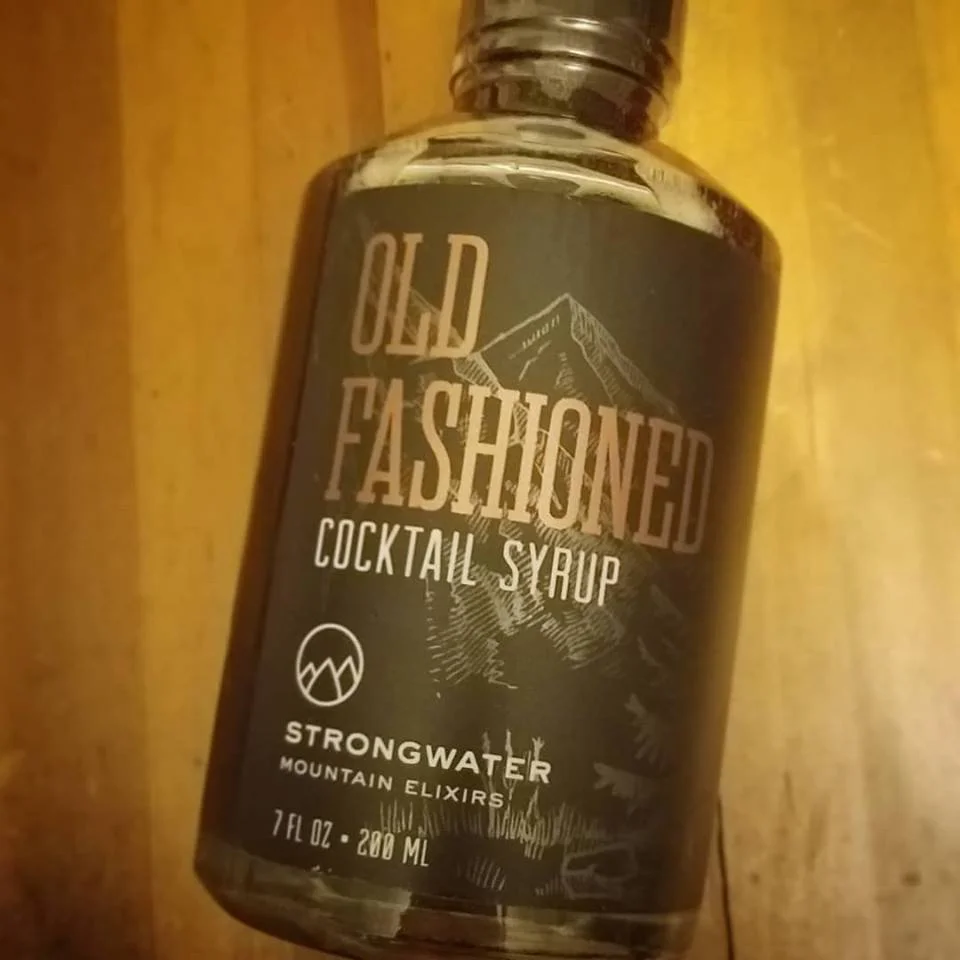 OLD
FASHIONED
COCKTAIL SYRUP
STRONGWATER
MOUNTAIN ELIXIRS
7 FL OZ • 200 ML